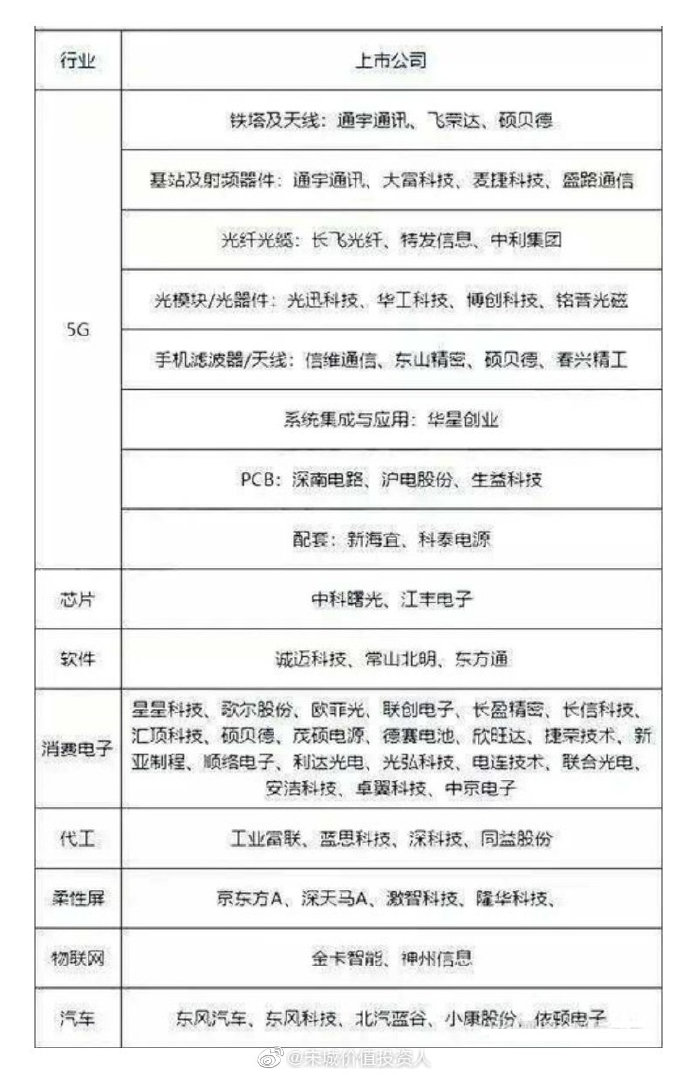 行业
上市公司
5G
铁塔及天线：通宇通讯、飞荣达、硕贝德
基站及射频器件：通宇通讯、大富科技、麦捷科技、盛路通信
光纤光缆：长飞光纤、特发信息、中利集团
光模块/光器件：光迅科技、华工科技、博创科技、铭普光磁
手机滤波器/天线：信维通信、东山精密、硕贝德、春兴精工
系统集成与应用：华星创业
PCB：深南电路、沪电股份、生益科技
配套：新海宜、科泰电源
芯片
中科曙光、江丰电子
软件
诚迈科技、常山北明、东方通
消费电子
星星科技、歌尔股份、欧菲光、联创电子、长盈精密、长信科技、
汇顶科技、硕贝德、茂硕电源、德赛电池、欣旺达、捷荣技术、新
亚制程、顺络电子、利达光电、光弘科技、电连技术、联合光电、
安洁科技、卓翼科技、中京电子
代工
工业富联、蓝思科技、深科技、同益股份
柔性屏
京东方A、深天马A、激智科技、隆华科技、
物联网
金卡智能、神州信息
汽车
东风汽车、东风科技、北汽蓝谷、小康股份、依顿电子
@宋城价值投资人